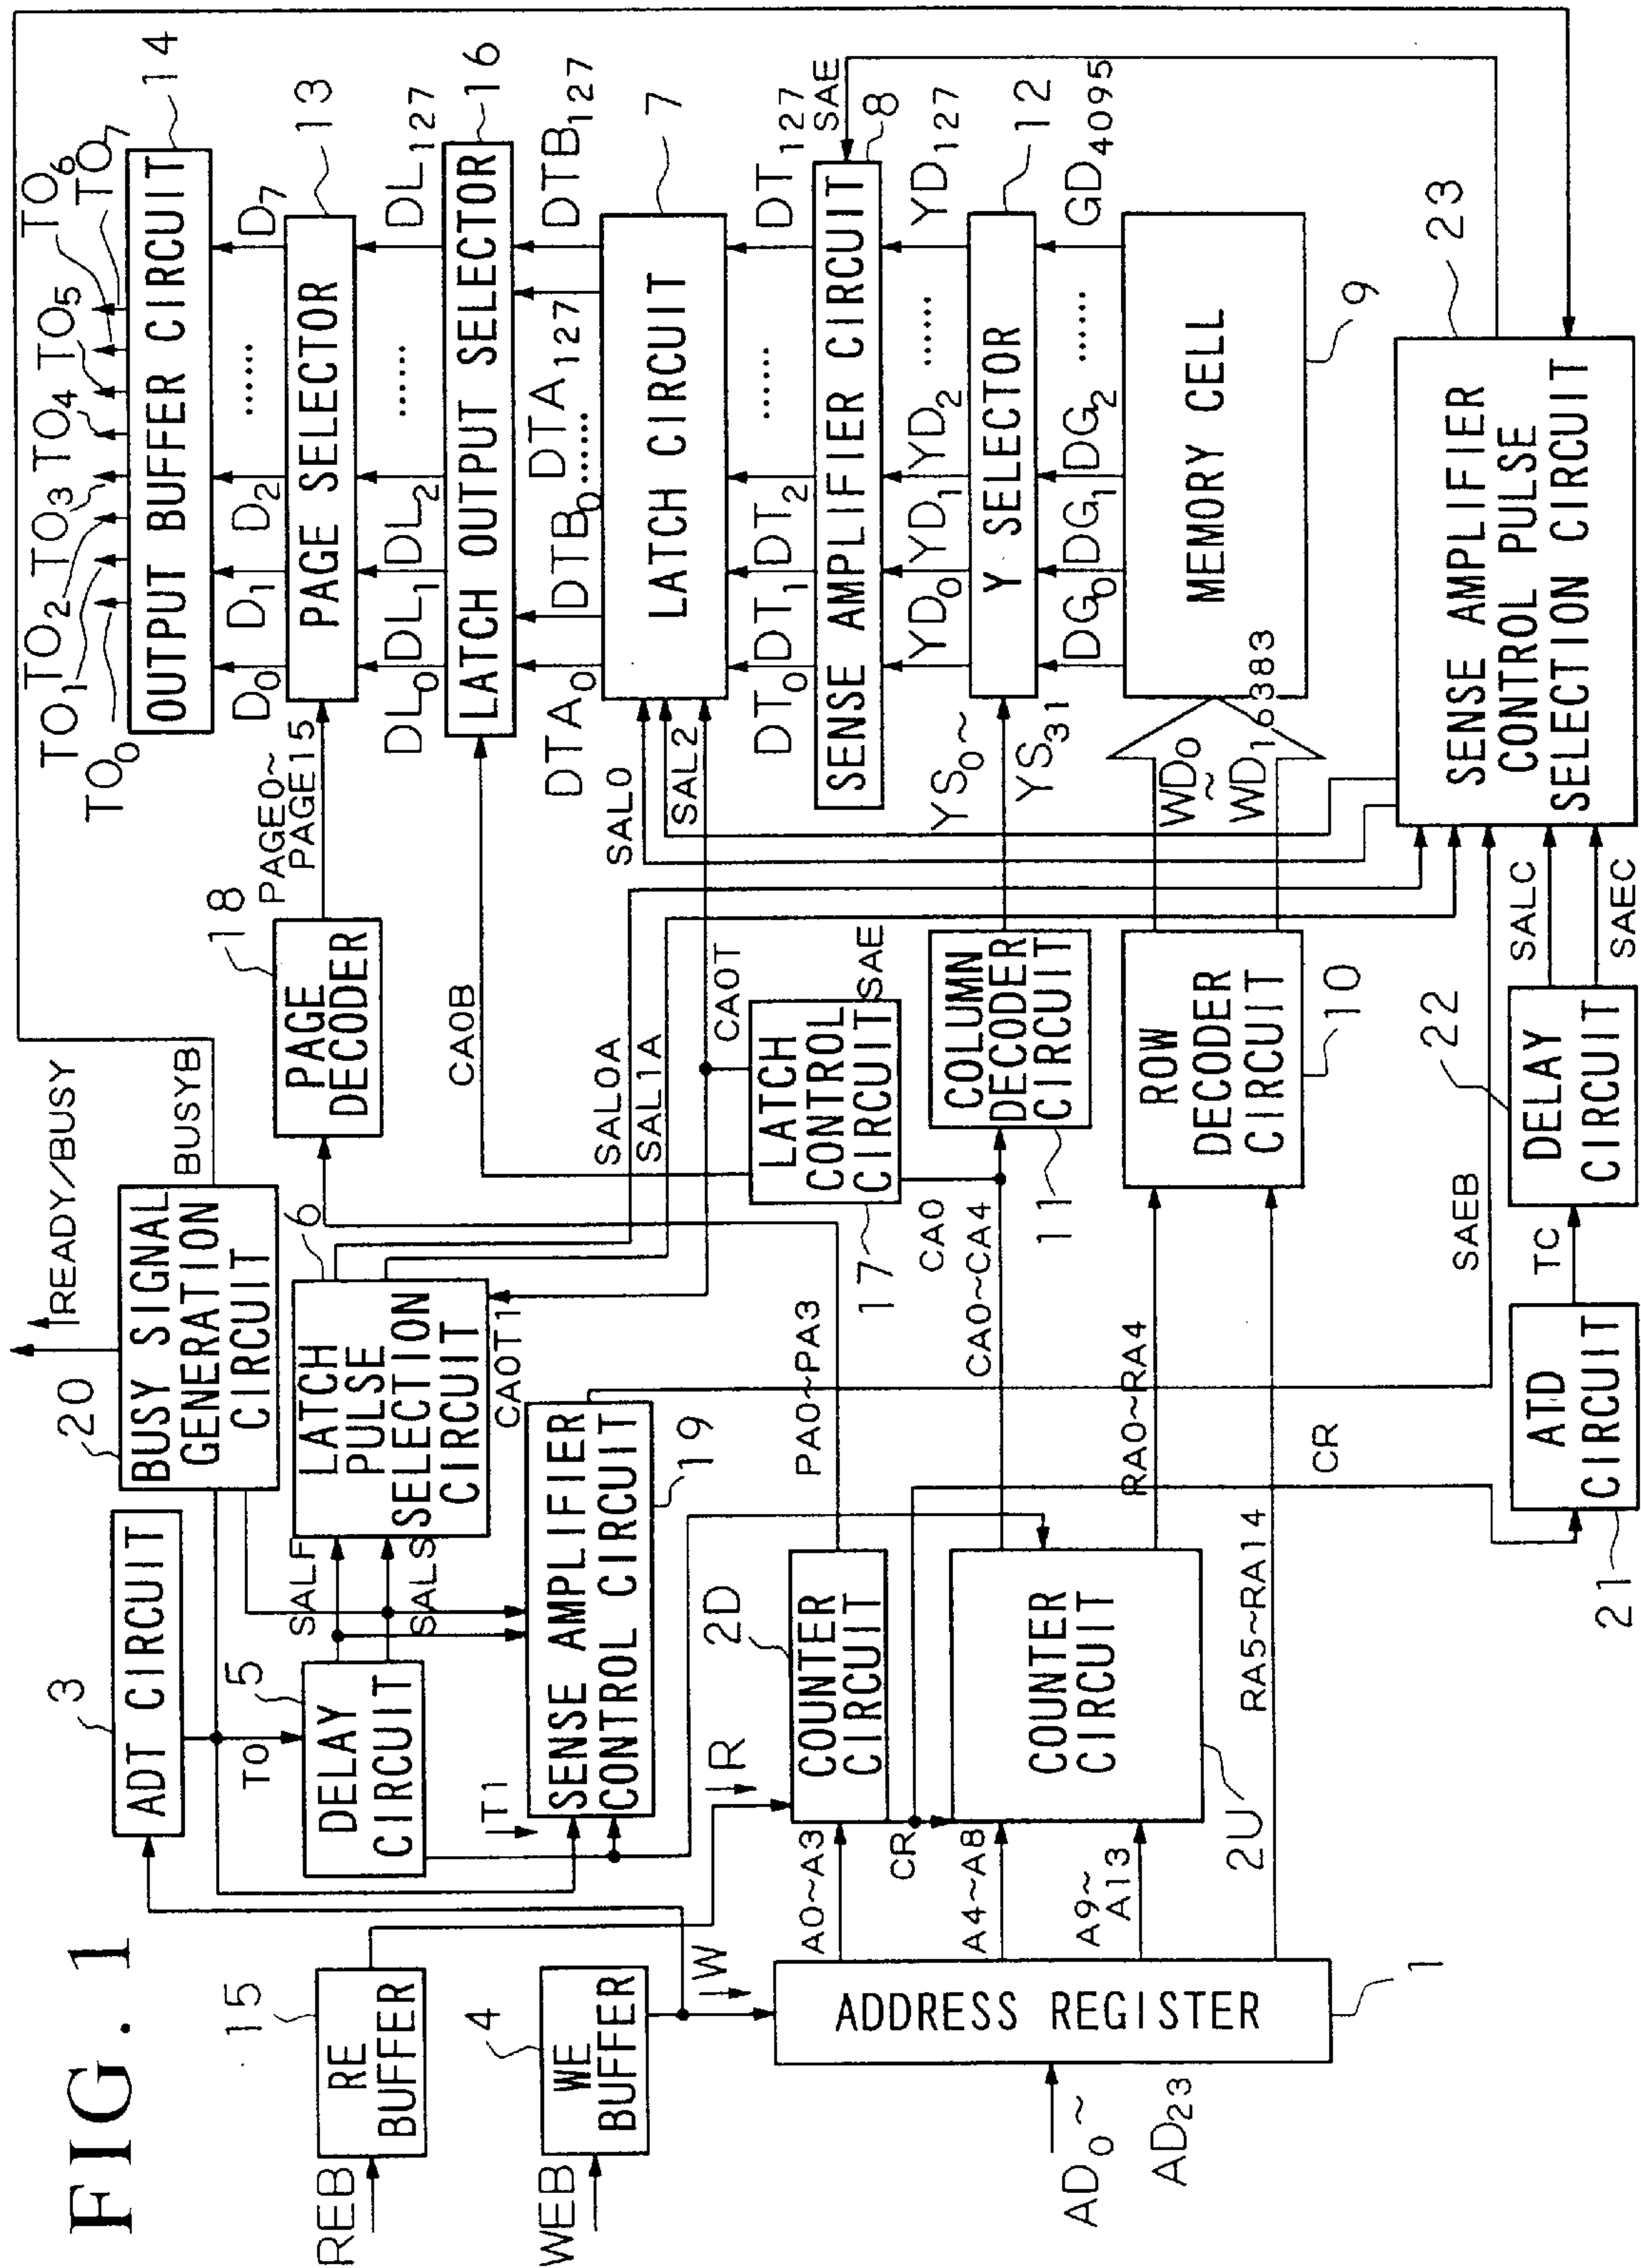 FIG. 1
REB
15
RE
BUFFER
WEB
4
WE
BUFFER
W
AD0~
AD23
ADDRESS REGISTER
1
3
ADT CIRCUIT
T0
5
DELAY
CIRCUIT
SALF
SALS
T1
R
20
BUSY SIGNAL
GENERATION
CIRCUIT
READY/BUSY
BUSYB
6
LATCH
PULSE
SELECTION
CIRCUIT
CA0T1
SENSE AMPLIFIER
CONTROL CIRCUIT
19
A0~A3
CR
A4~A8
A9~
A13
2D
COUNTER
CIRCUIT
COUNTER
CIRCUIT
2U
PA0~PA3
CA0
CA0~CA4
RA0~RA4
RA5~RA14
CR
21
ATD
CIRCUIT
TC
22
DELAY
CIRCUIT
SALC
SAEC
SAEB
18
PAGE
DECODER
PAGE0~
PAGE15
CA0B
SAL0A
SAL1A
CA0T
LATCH
CONTROL
CIRCUIT
17
SAE
COLUMN
DECODER
CIRCUIT
11
ROW
DECODER
CIRCUIT
10
SAL0
SAL2
YS0~
YS31
WD0
~
WD16383
TO0
TO1
TO2
TO3
TO4
TO5
TO6
TO7
OUTPUT BUFFER CIRCUIT
14
D0
D1
D2
......
D7
PAGE SELECTOR
13
DL0
DL1
DL2
......
DL127
LATCH OUTPUT SELECTOR
16
DTA0
DTB0
......
DTA127
DTB127
LATCH CIRCUIT
7
DT0
DT1
DT2
......
DT127
SAE
SENSE AMPLIFIER CIRCUIT
8
YD0
YD1
YD2
......
YD127
Y SELECTOR
12
DG0
DG1
DG2
......
GD4095
MEMORY CELL
9
SENSE AMPLIFIER
CONTROL PULSE
SELECTION CIRCUIT
23